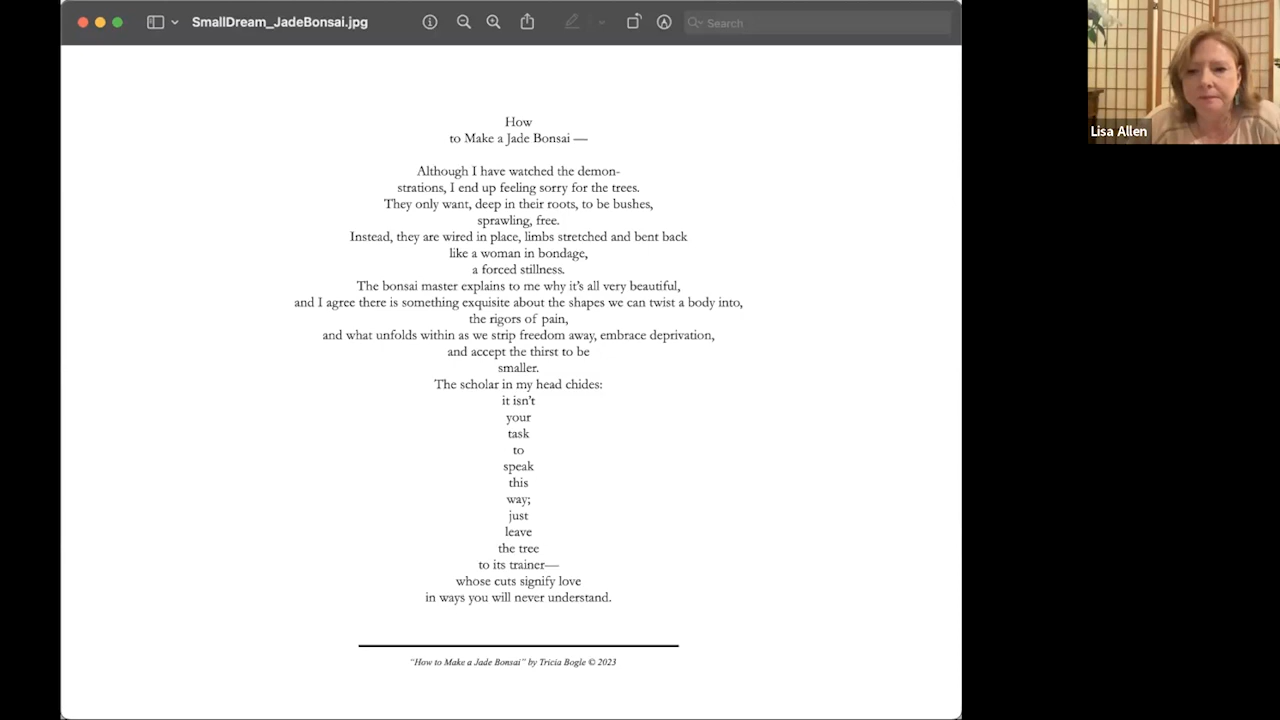 SmallDream_JadeBonsai.jpg
Search
How
to Make a Jade Bonsai —
Although I have watched the demon-
strations, I end up feeling sorry for the trees.
They only want, deep in their roots, to be bushes,
sprawling, free.
Instead, they are wired in place, limbs stretched and bent back
like a woman in bondage,
a forced stillness.
The bonsai master explains to me why it’s all very beautiful,
and I agree there is something exquisite about the shapes we can twist a body into,
the rigors of pain,
and what unfolds within as we strip freedom away, embrace deprivation,
and accept the thirst to be
smaller.
The scholar in my head chides:
it isn’t
your
task
to
speak
this
way;
just
leave
the tree
to its trainer—
whose cuts signify love
in ways you will never understand.
“How to Make a Jade Bonsai” by Tricia Bogle © 2023
Lisa Allen